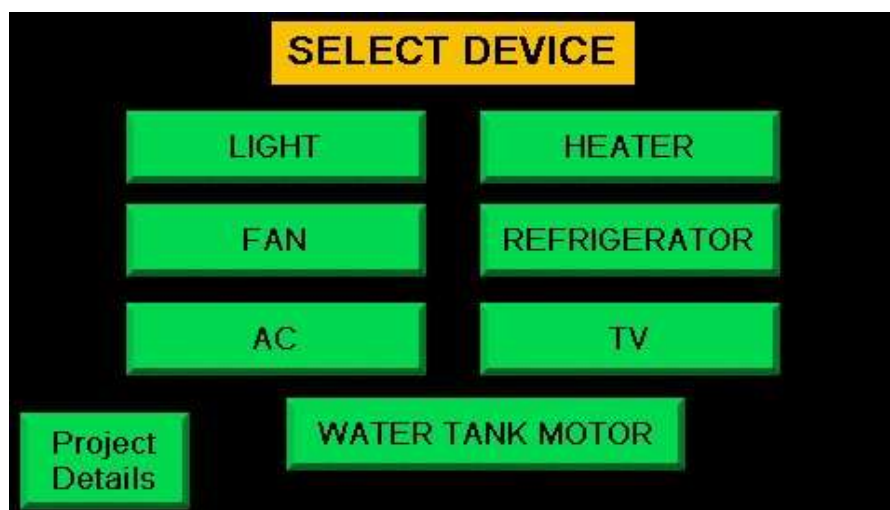 SELECT DEVICE
LIGHT
HEATER
FAN
REFRIGERATOR
AC
TV
WATER TANK MOTOR
Project
Details